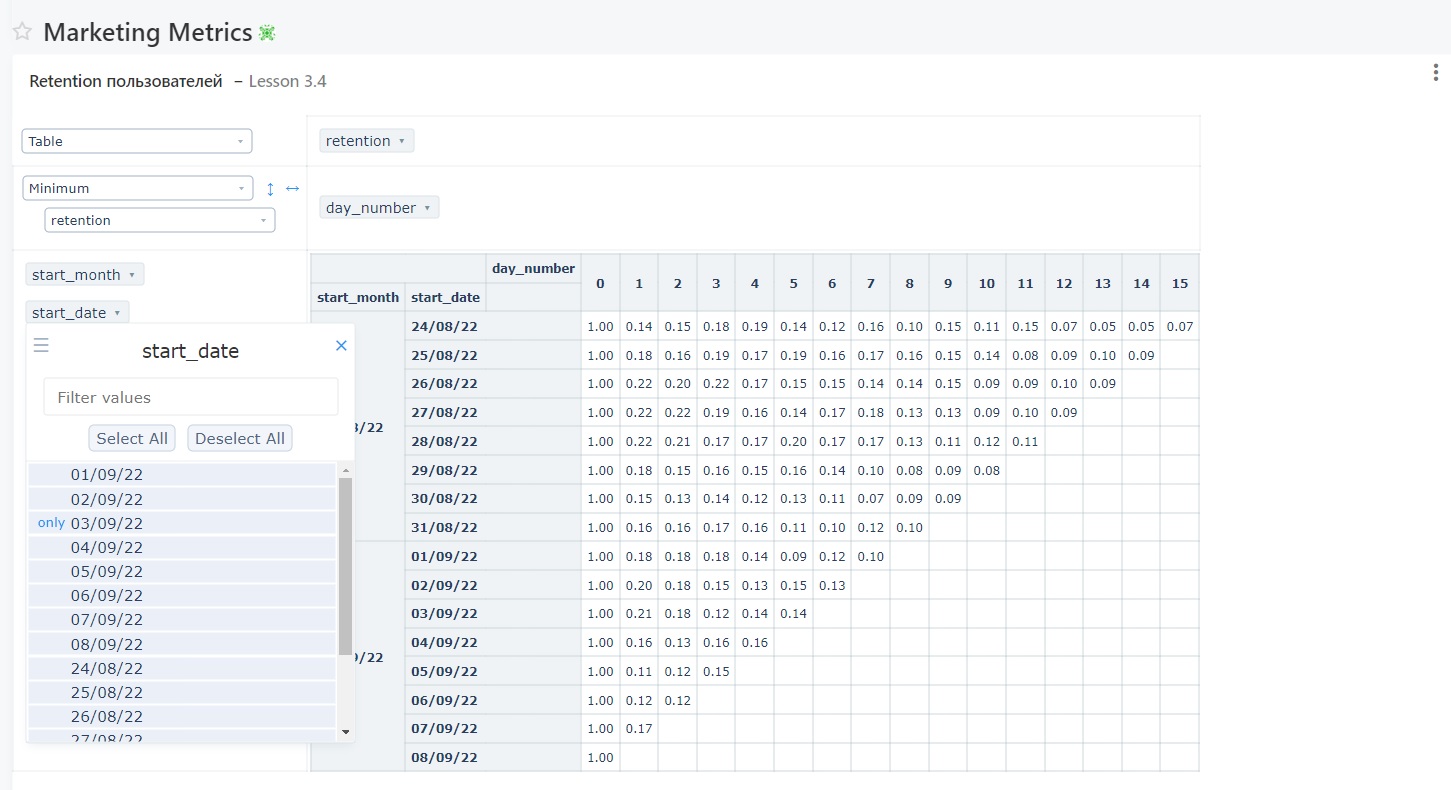 Marketing Metrics
Retention пользователей – Lesson 3.4
Table
retention
Minimum
retention
day_number
start_month
start_date
start_date
Filter values
Select All Deselect All
01/09/22
02/09/22
only 03/09/22
04/09/22
05/09/22
06/09/22
07/09/22
08/09/22
24/08/22
25/08/22
26/08/22
27/08/22
day_number 0 1 2 3 4 5 6 7 8 9 10 11 12 13 14 15
start_month start_date
24/08/22 1.00 0.14 0.15 0.18 0.19 0.14 0.12 0.16 0.10 0.15 0.11 0.15 0.07 0.05 0.05 0.07
25/08/22 1.00 0.18 0.16 0.19 0.17 0.19 0.16 0.17 0.16 0.15 0.14 0.08 0.09 0.10 0.09
26/08/22 1.00 0.22 0.20 0.22 0.17 0.15 0.15 0.14 0.14 0.15 0.09 0.09 0.10 0.09
27/08/22 1.00 0.22 0.22 0.19 0.16 0.14 0.17 0.18 0.13 0.13 0.09 0.10 0.09
/22
28/08/22 1.00 0.22 0.21 0.17 0.17 0.20 0.17 0.17 0.13 0.11 0.12 0.11
29/08/22 1.00 0.18 0.15 0.16 0.15 0.16 0.14 0.10 0.08 0.09 0.08
30/08/22 1.00 0.15 0.13 0.14 0.12 0.13 0.11 0.07 0.09 0.09
31/08/22 1.00 0.16 0.16 0.17 0.16 0.11 0.10 0.12 0.10
01/09/22 1.00 0.18 0.18 0.18 0.14 0.09 0.12 0.10
02/09/22 1.00 0.20 0.18 0.15 0.13 0.15 0.13
03/09/22 1.00 0.21 0.18 0.12 0.14 0.14
04/09/22 1.00 0.16 0.13 0.16 0.16
/22
05/09/22 1.00 0.11 0.12 0.15
06/09/22 1.00 0.12 0.12
07/09/22 1.00 0.17
08/09/22 1.00